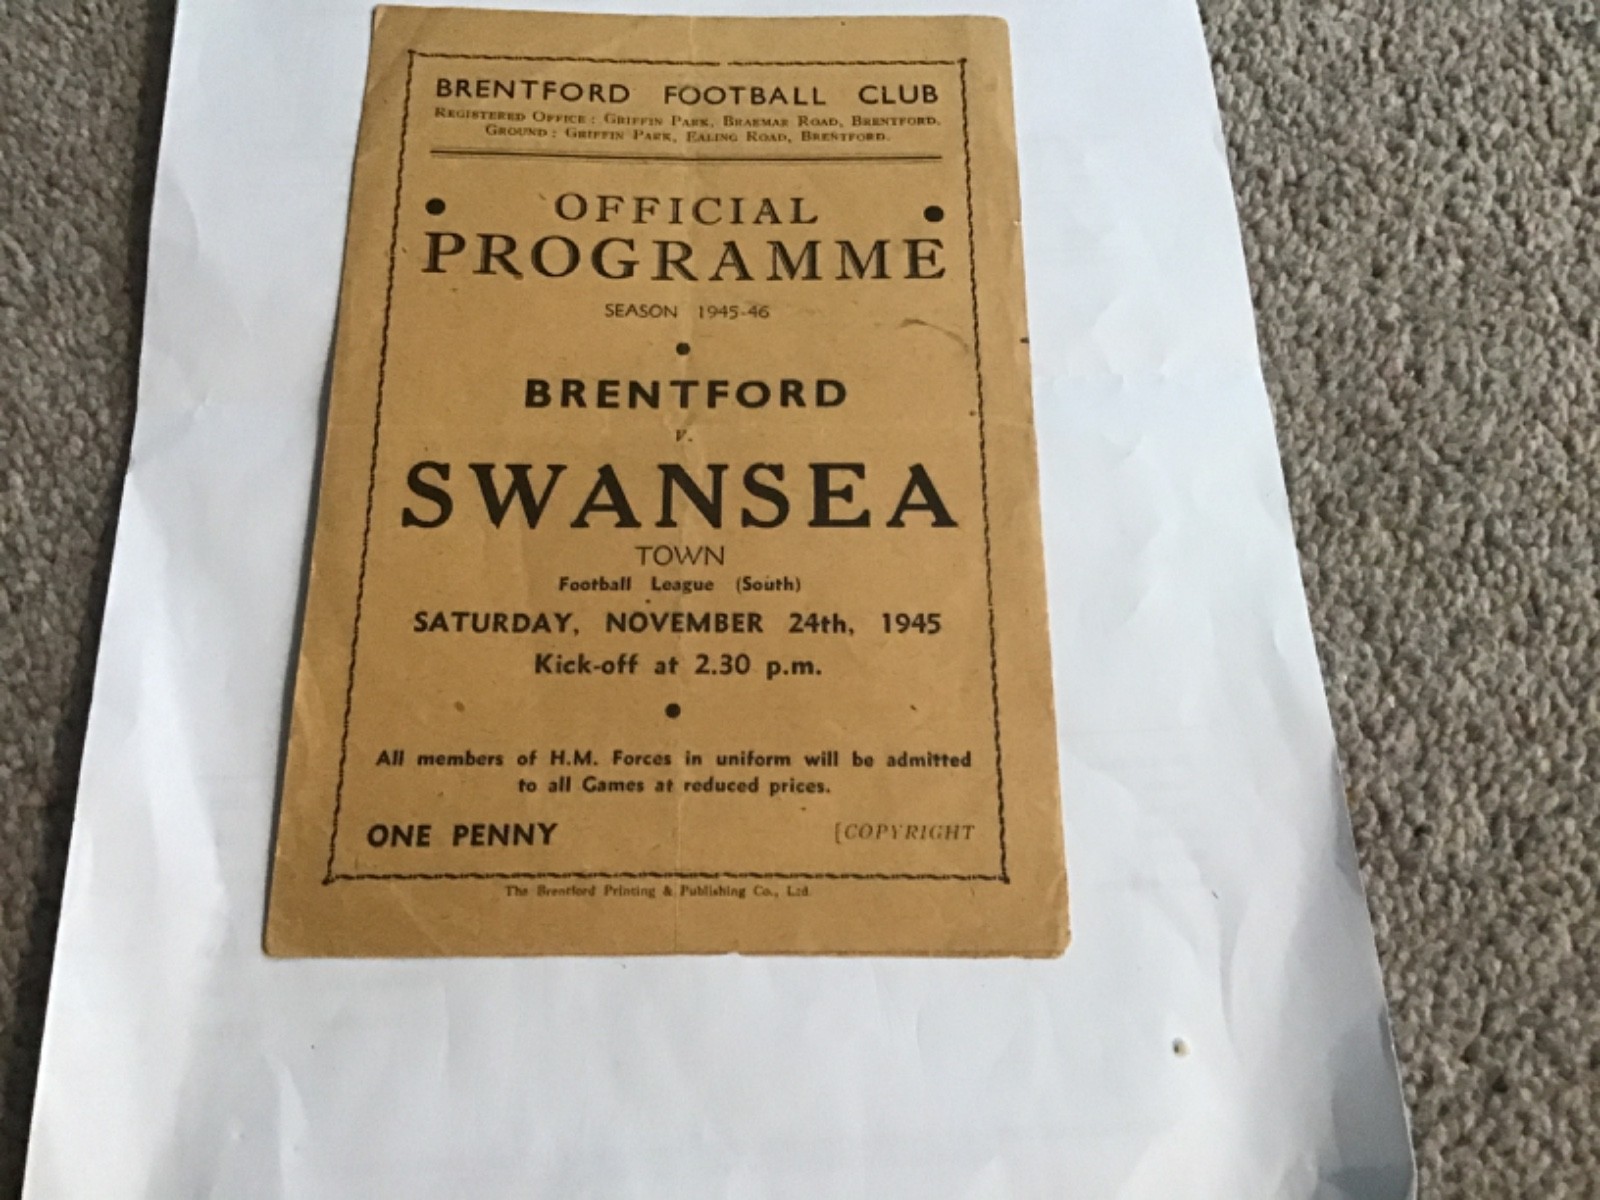 BRENTFORD FOOTBALL CLUB
REGISTERED OFFICE: GRIFFIN PARK, BRAEMAR ROAD, BRENTFORD.
GROUND: GRIFFIN PARK, EALING ROAD, BRENTFORD.
OFFICIAL
PROGRAMME
SEASON 1945-46
BRENTFORD
v.
SWANSEA
TOWN
Football League (South)
SATURDAY, NOVEMBER 24th, 1945
Kick-off at 2.30 p.m.
All members of H.M. Forces in uniform will be admitted
to all Games at reduced prices.
ONE PENNY [COPYRIGHT
The Brentford Printing & Publishing Co., Ltd.